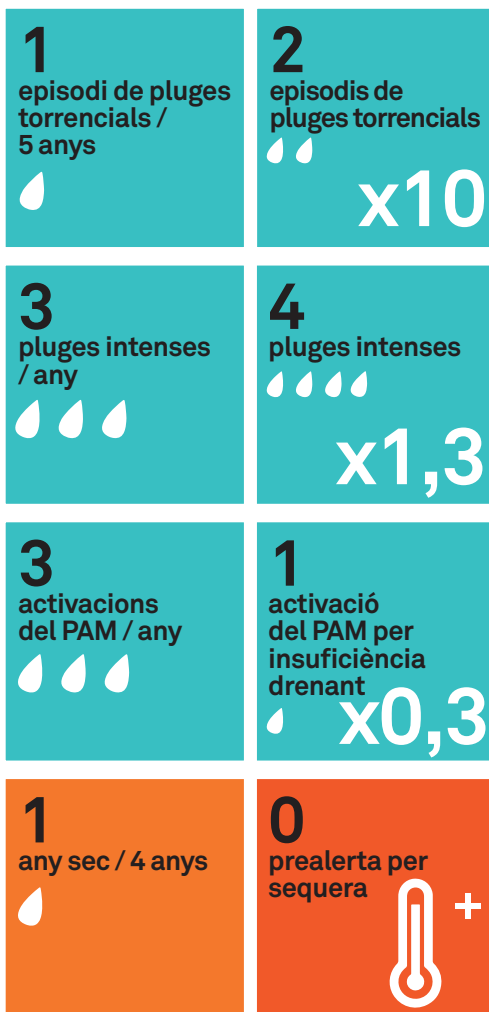 1
episodi de pluges
torrencials /
5 anys
2
episodis de
pluges torrencials
x10
3
pluges intenses
/ any
4
pluges intenses
x1,3
3
activacions
del PAM / any
1
activació
del PAM per
insuficiència
drenant
x0,3
1
any sec / 4 anys
0
prealerta per
sequera
+